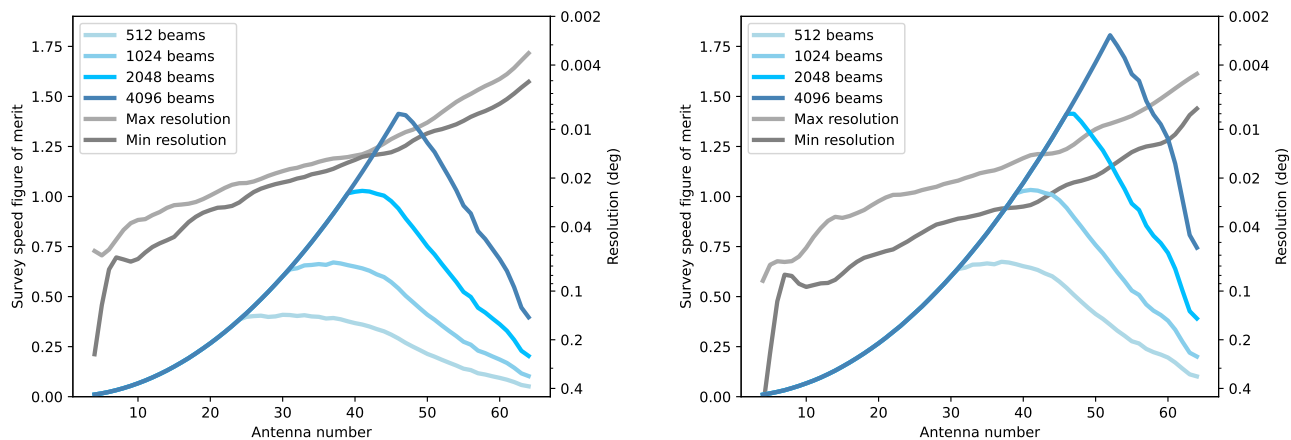 512 beams
1024 beams
2048 beams
4096 beams
Max resolution
Min resolution
Survey speed figure of merit
1.75
1.50
1.25
1.00
0.75
0.50
0.25
0.00
10 20 30 40 50 60
Antenna number
0.002
0.004
0.01
0.02
0.04
0.1
0.2
0.4
Resolution (deg)
512 beams
1024 beams
2048 beams
4096 beams
Max resolution
Min resolution
Survey speed figure of merit
1.75
1.50
1.25
1.00
0.75
0.50
0.25
0.00
10 20 30 40 50 60
Antenna number
0.002
0.004
0.01
0.02
0.04
0.1
0.2
0.4
Resolution (deg)